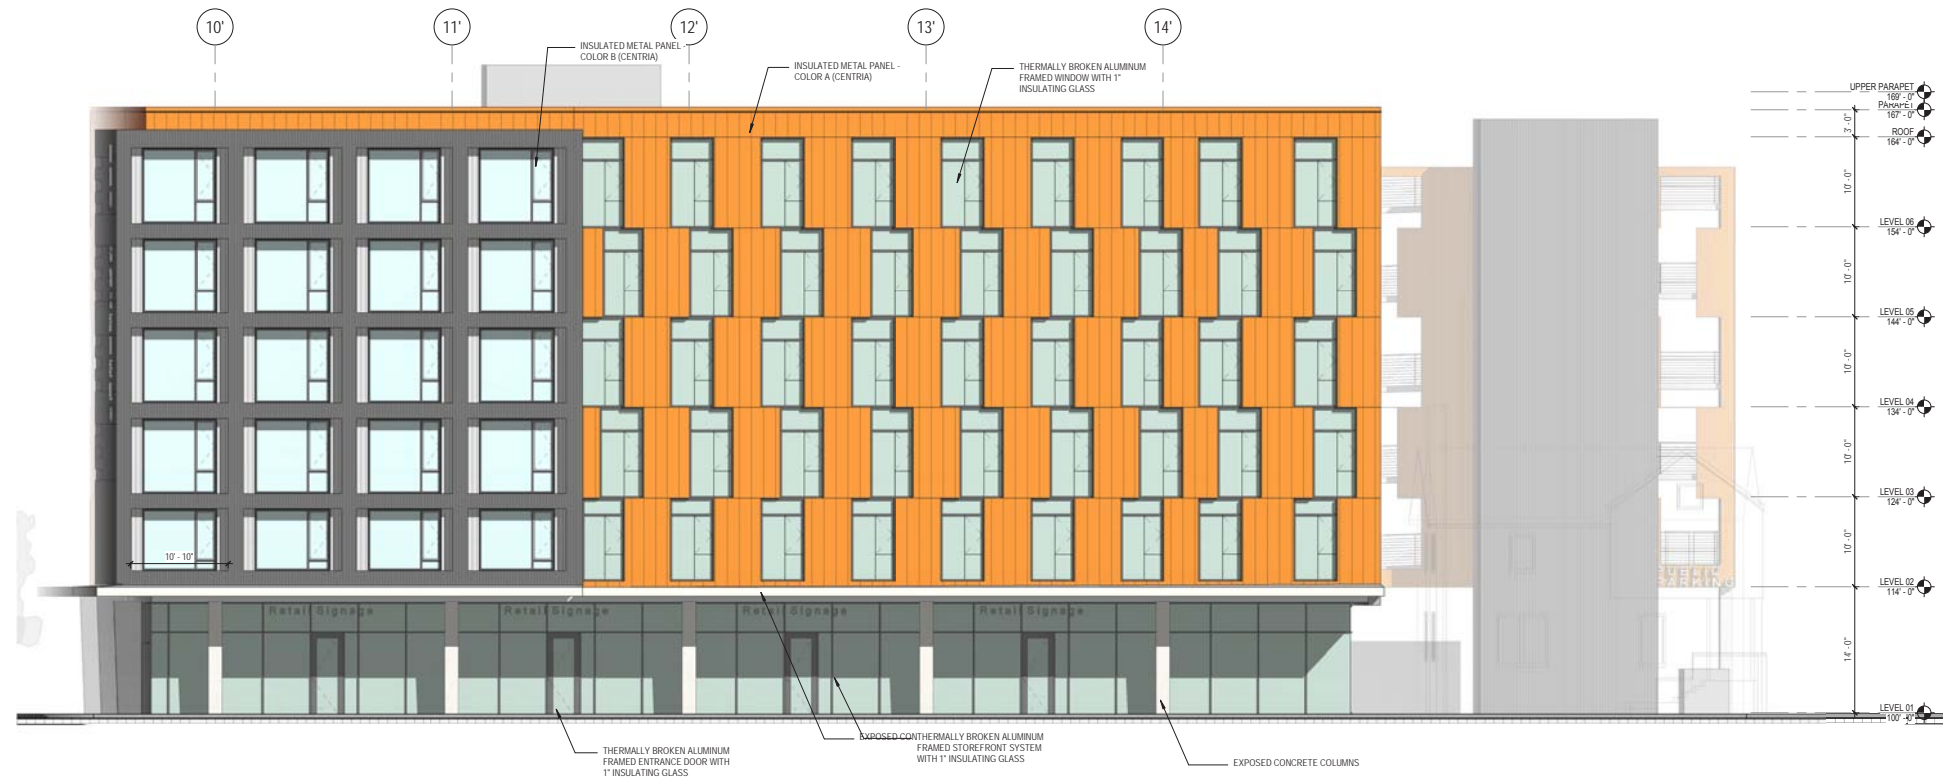 10'
11'
12'
13'
14'
INSULATED METAL PANEL -
COLOR B (CENTRIA)
INSULATED METAL PANEL -
COLOR A (CENTRIA)
THERMALLY BROKEN ALUMINUM
FRAMED WINDOW WITH 1"
INSULATING GLASS
UPPER PARAPET
169' - 0"
PARAPET
167' - 0"
3' - 0"
ROOF
164' - 0"
10' - 0"
LEVEL 06
154' - 0"
10' - 0"
LEVEL 05
144' - 0"
10' - 0"
LEVEL 04
134' - 0"
10' - 0"
LEVEL 03
124' - 0"
10' - 0"
LEVEL 02
114' - 0"
14' - 0"
LEVEL 01
100' - 0"
10' - 10"
PUBLIC
PARKING
Retail Signage
Retail Signage
Retail Signage
Retail Signage
THERMALLY BROKEN ALUMINUM
FRAMED ENTRANCE DOOR WITH
1" INSULATING GLASS
EXPOSED CON
THERMALLY BROKEN ALUMINUM
FRAMED STOREFRONT SYSTEM
WITH 1" INSULATING GLASS
EXPOSED CONCRETE COLUMNS